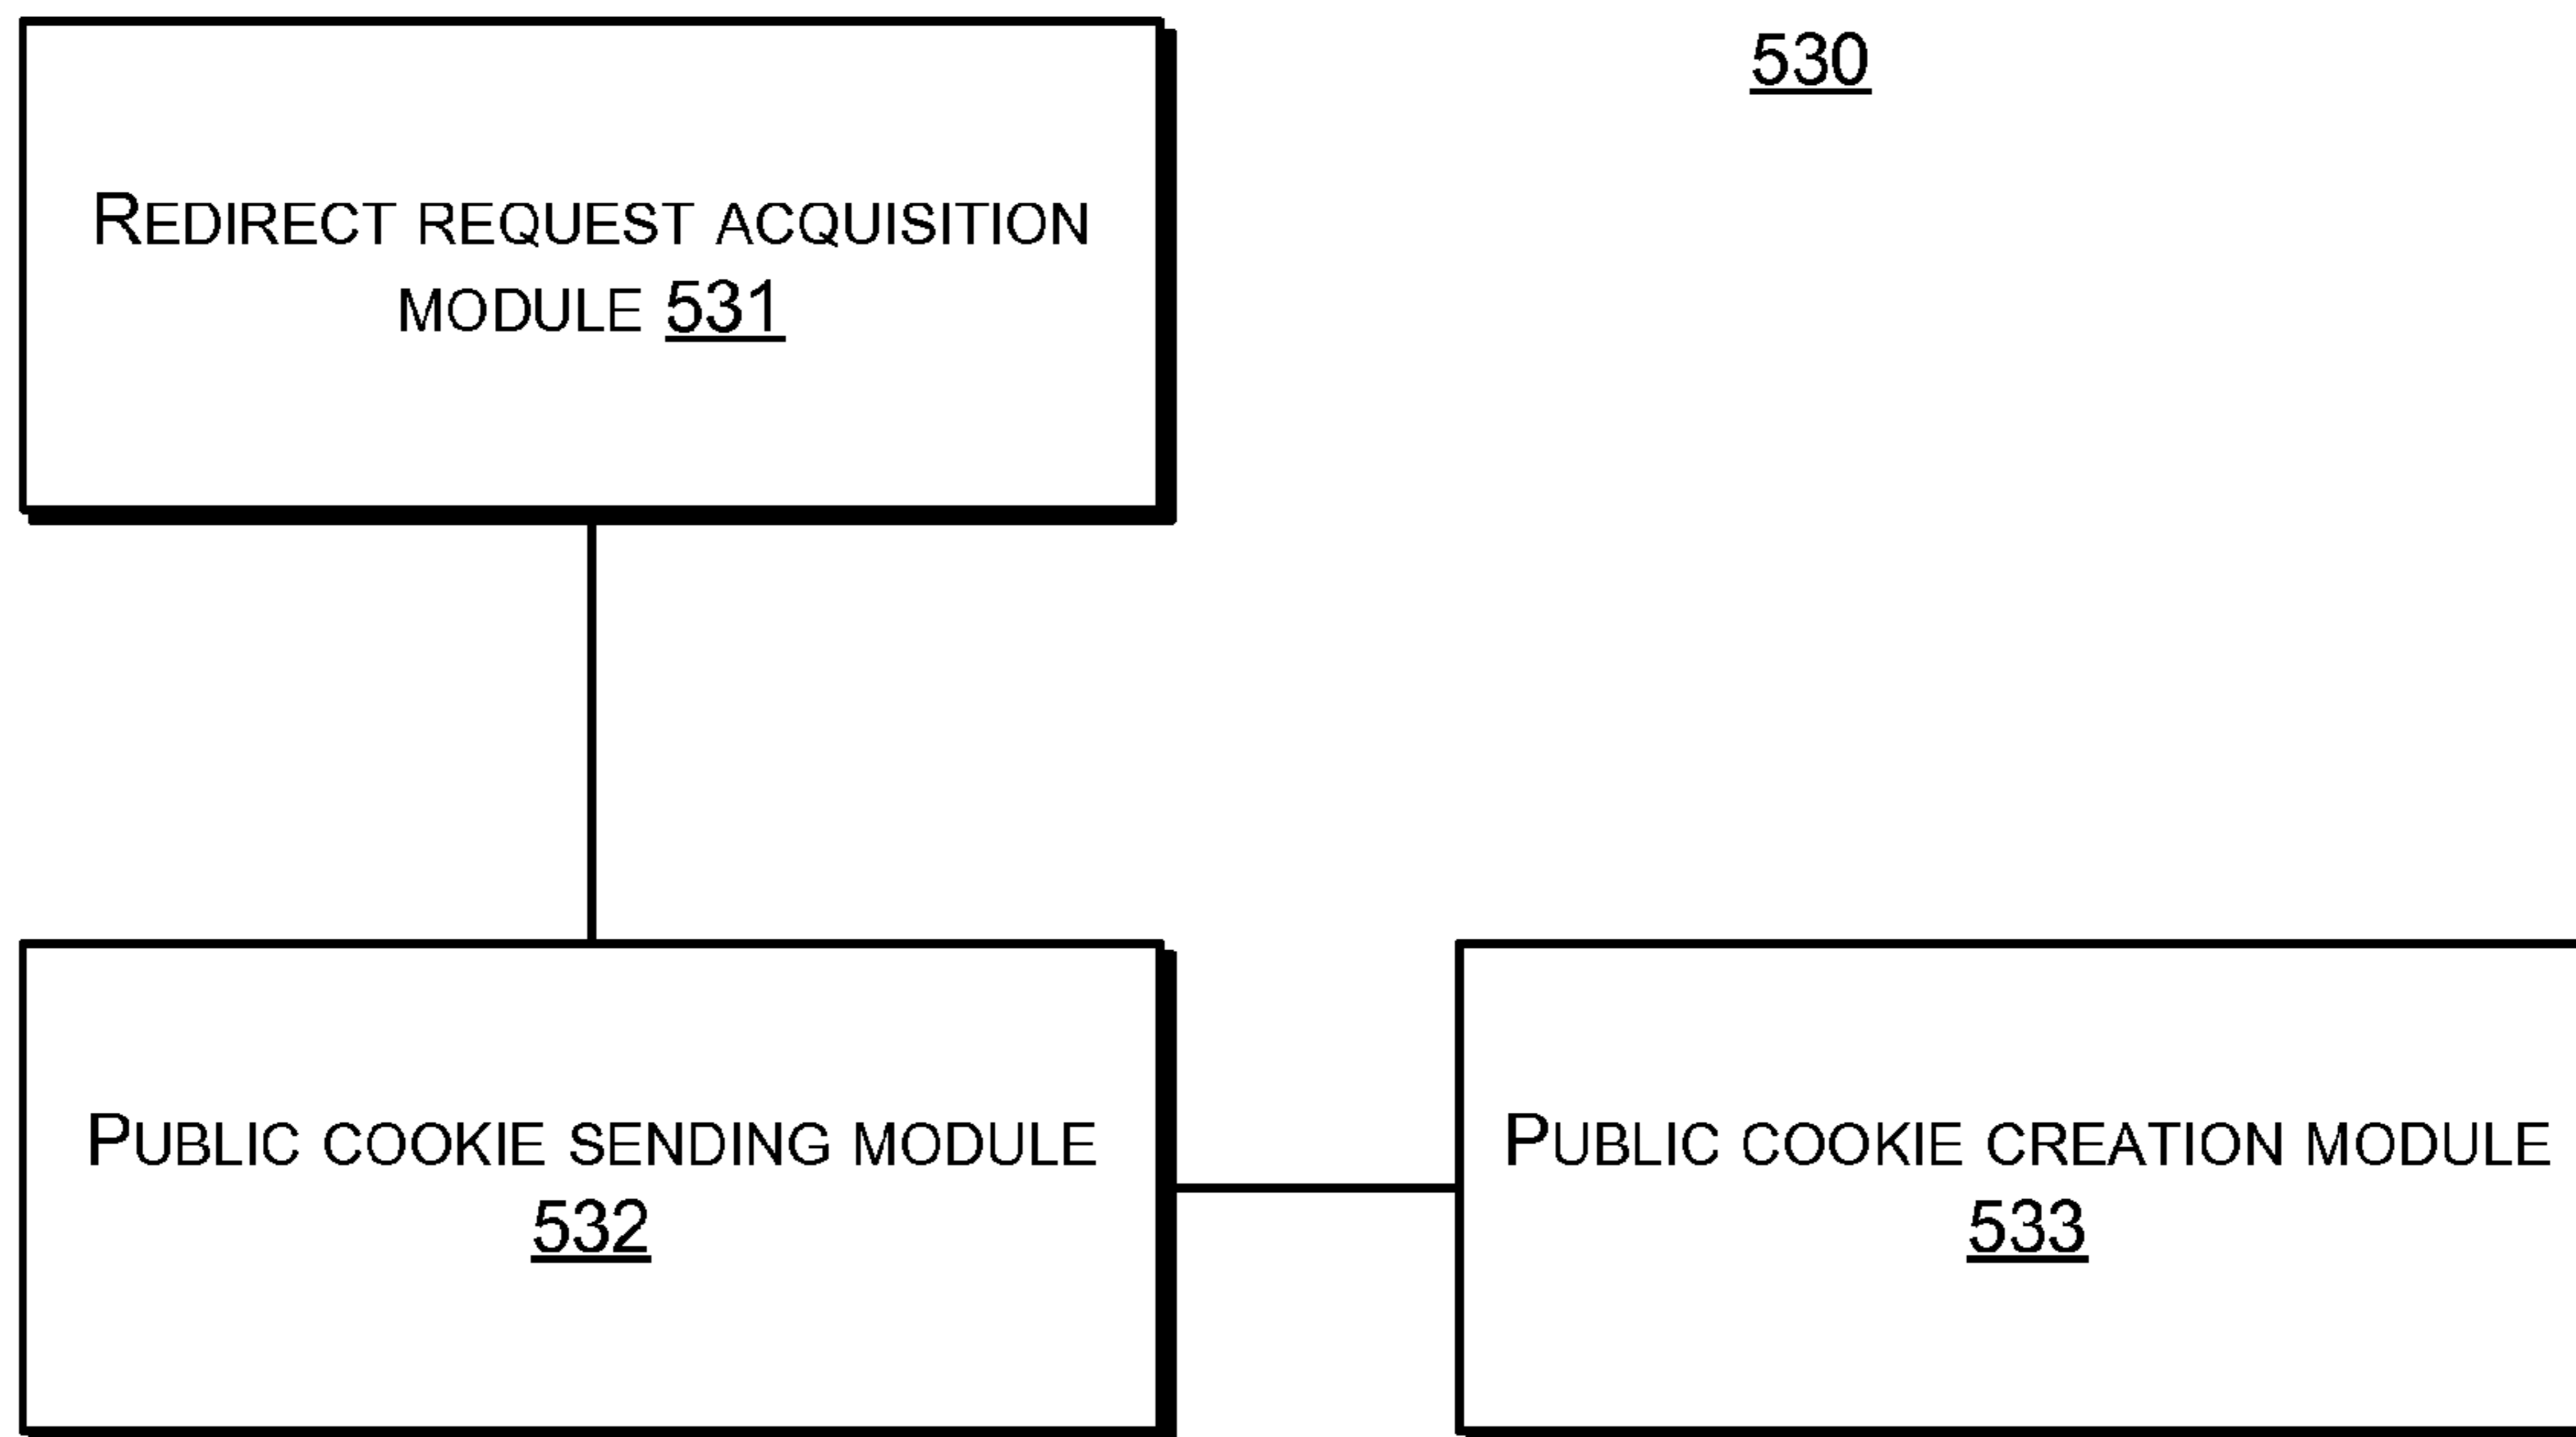 530
Redirect request acquisition
module 531
Public cookie sending module
532
Public cookie creation module
533